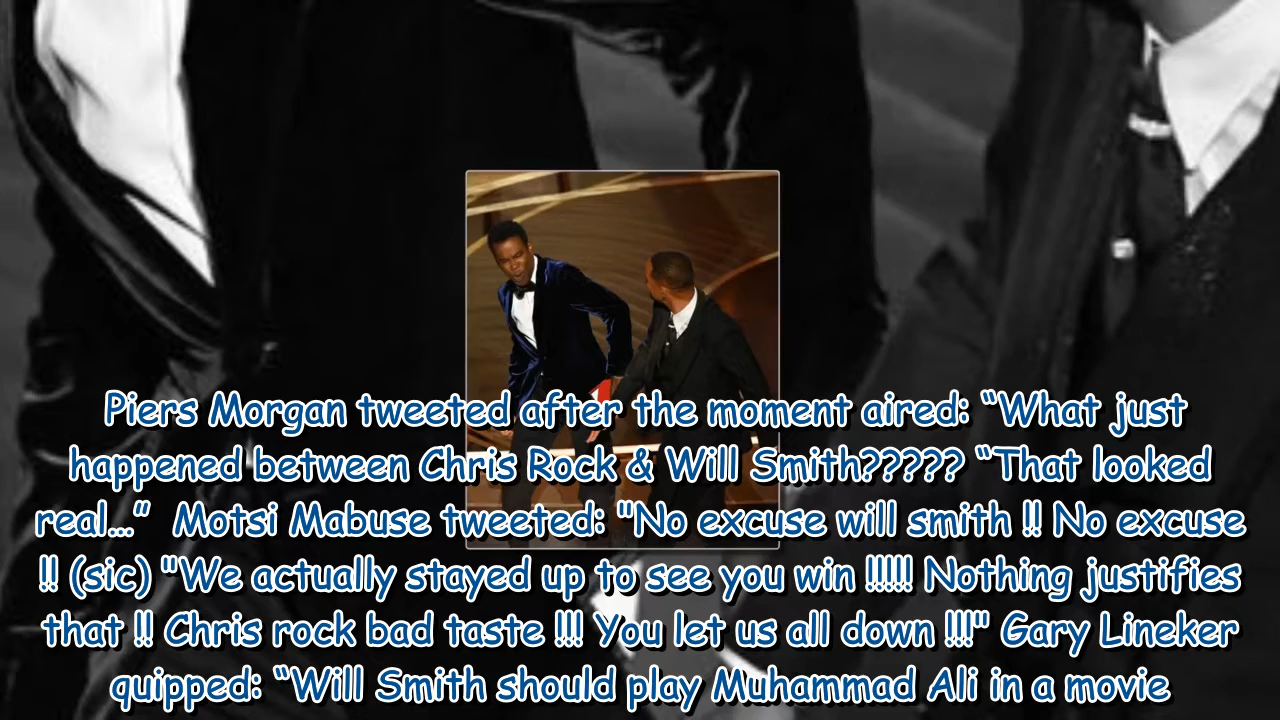 Piers Morgan tweeted after the moment aired: “What just
happened between Chris Rock & Will Smith????? “That looked
real...”  Motsi Mabuse tweeted: "No excuse will smith !! No excuse
!! (sic) "We actually stayed up to see you win !!!!! Nothing justifies
that !! Chris rock bad taste !!! You let us all down !!!" Gary Lineker
quipped: “Will Smith should play Muhammad Ali in a movie